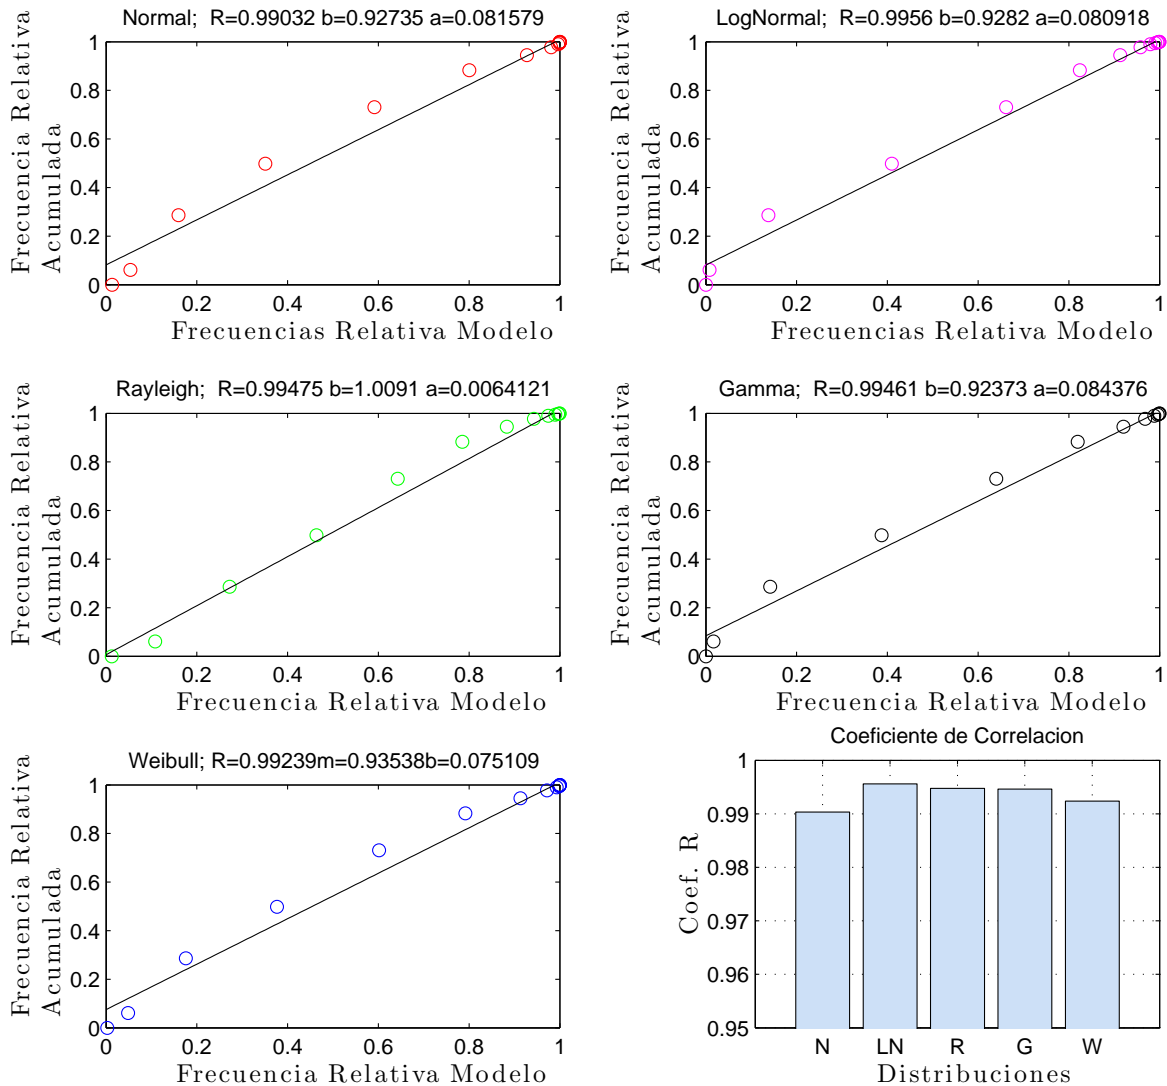 Normal;  R=0.99032 b=0.92735 a=0.081579
Frecuencia Relativa
Acumulada
1
0.8
0.6
0.4
0.2
0
0 0.2 0.4 0.6 0.8 1
Frecuencias Relativa Modelo
LogNormal;  R=0.9956 b=0.9282 a=0.080918
Frecuencia Relativa
Acumulada
1
0.8
0.6
0.4
0.2
0
0 0.2 0.4 0.6 0.8 1
Frecuencias Relativa Modelo
Rayleigh;  R=0.99475 b=1.0091 a=0.0064121
Frecuencia Relativa
Acumulada
1
0.8
0.6
0.4
0.2
0
0 0.2 0.4 0.6 0.8 1
Frecuencia Relativa Modelo
Gamma;  R=0.99461 b=0.92373 a=0.084376
Frecuencia Relativa
Acumulada
1
0.8
0.6
0.4
0.2
0
0 0.2 0.4 0.6 0.8 1
Frecuencia Relativa Modelo
Weibull; R=0.99239m=0.93538b=0.075109
Frecuencia Relativa
Acumulada
1
0.8
0.6
0.4
0.2
0
0 0.2 0.4 0.6 0.8 1
Frecuencia Relativa Modelo
Coeficiente de Correlacion
Coef. R
1
0.99
0.98
0.97
0.96
0.95
N LN R G W
Distribuciones